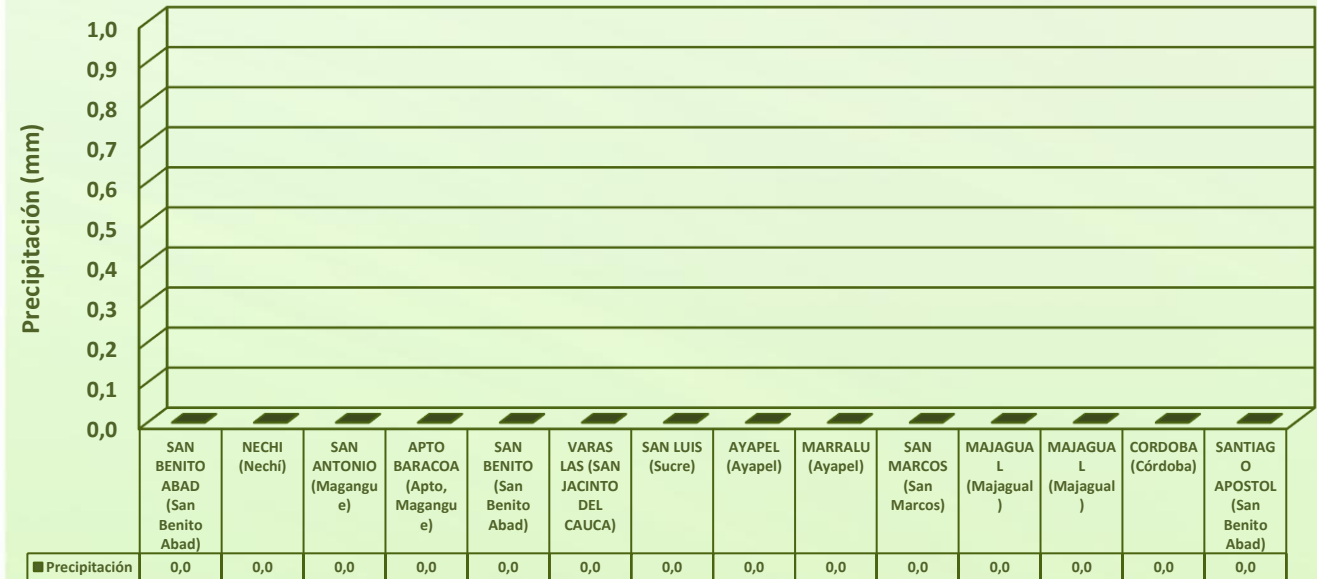 Precipitación (mm)
1,0
0,9
0,8
0,7
0,6
0,5
0,4
0,3
0,2
0,1
0,0
SAN
BENITO
ABAD
(San
Benito
Abad)
NECHI
(Nechí)
SAN
ANTONIO
(Magangu
e)
APTO
BARACOA
(Apto,
Magangu
e)
SAN
BENITO
(San
Benito
Abad)
VARAS
LAS (SAN
JACINTO
DEL
CAUCA)
SAN LUIS
(Sucre)
AYAPEL
(Ayapel)
MARRALU
(Ayapel)
SAN
MARCOS
(San
Marcos)
MAJAGUA
L
(Majagual
)
MAJAGUA
L
(Majagual
)
CORDOBA
(Córdoba)
SANTIAG
O
APOSTOL
(San
Benito
Abad)
Precipitación 0,0 0,0 0,0 0,0 0,0 0,0 0,0 0,0 0,0 0,0 0,0 0,0 0,0 0,0